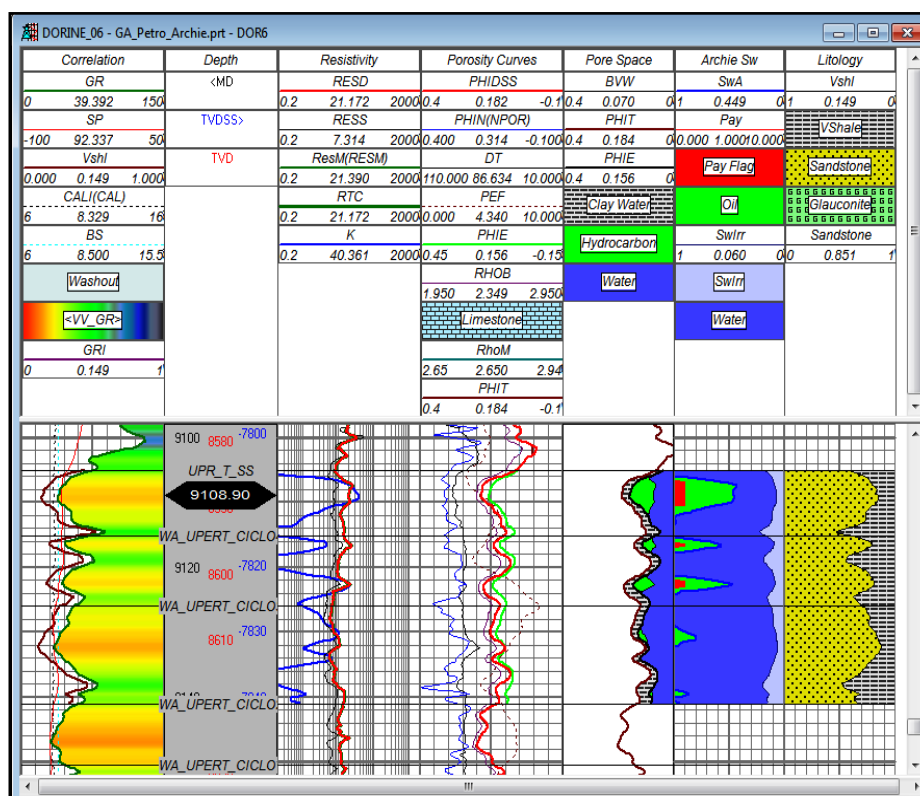 DORINE_06 - GA_Petro_Archie.prt - DOR6
Correlation Depth Resistivity Porosity Curves Pore Space Archie Sw Litology
GR <MD RESD PHIDSS BVW SwA Vshl
0 39.392 150 0.2 21.172 2000 0.4 0.182 -0.1 0.4 0.070 0 1 0.449 0 1 0.149 0
SP TVDSS> RESS PHIN(NPOR) PHIT Pay VShale
-100 92.337 50 0.2 7.314 2000 0.400 0.314 -0.100 0.4 0.184 0 0.000 1.000 10.000
Vshl TVD ResM(RESM) DT PHIE Pay Flag Sandstone
0.000 0.149 1.000 0.2 21.390 2000 110.000 86.634 10.000 0.4 0.156 0
CALI(CAL) RTC PEF Clay Water Oil Glauconite
6 8.329 16 0.2 21.172 2000 0.000 4.340 10.000
BS K PHIE Hydrocarbon SwIrr Sandstone
6 8.500 15.5 0.2 40.361 2000 0.45 0.156 -0.15 1 0.060 0 0 0.851 1
Washout RHOB Water SwIrr
1.950 2.349 2.950
<VV_GR> Limestone Water
GRI RhoM
0 0.149 1 2.65 2.650 2.94
PHIT
0.4 0.184 -0.1
9100 8580 -7800
UPR_T_SS
9108.90
WA_UPERT_CICLO
9120 8600 -7820
WA_UPERT_CICLO
8610 -7830
WA_UPERT_CICLO
WA_UPERT_CICLO